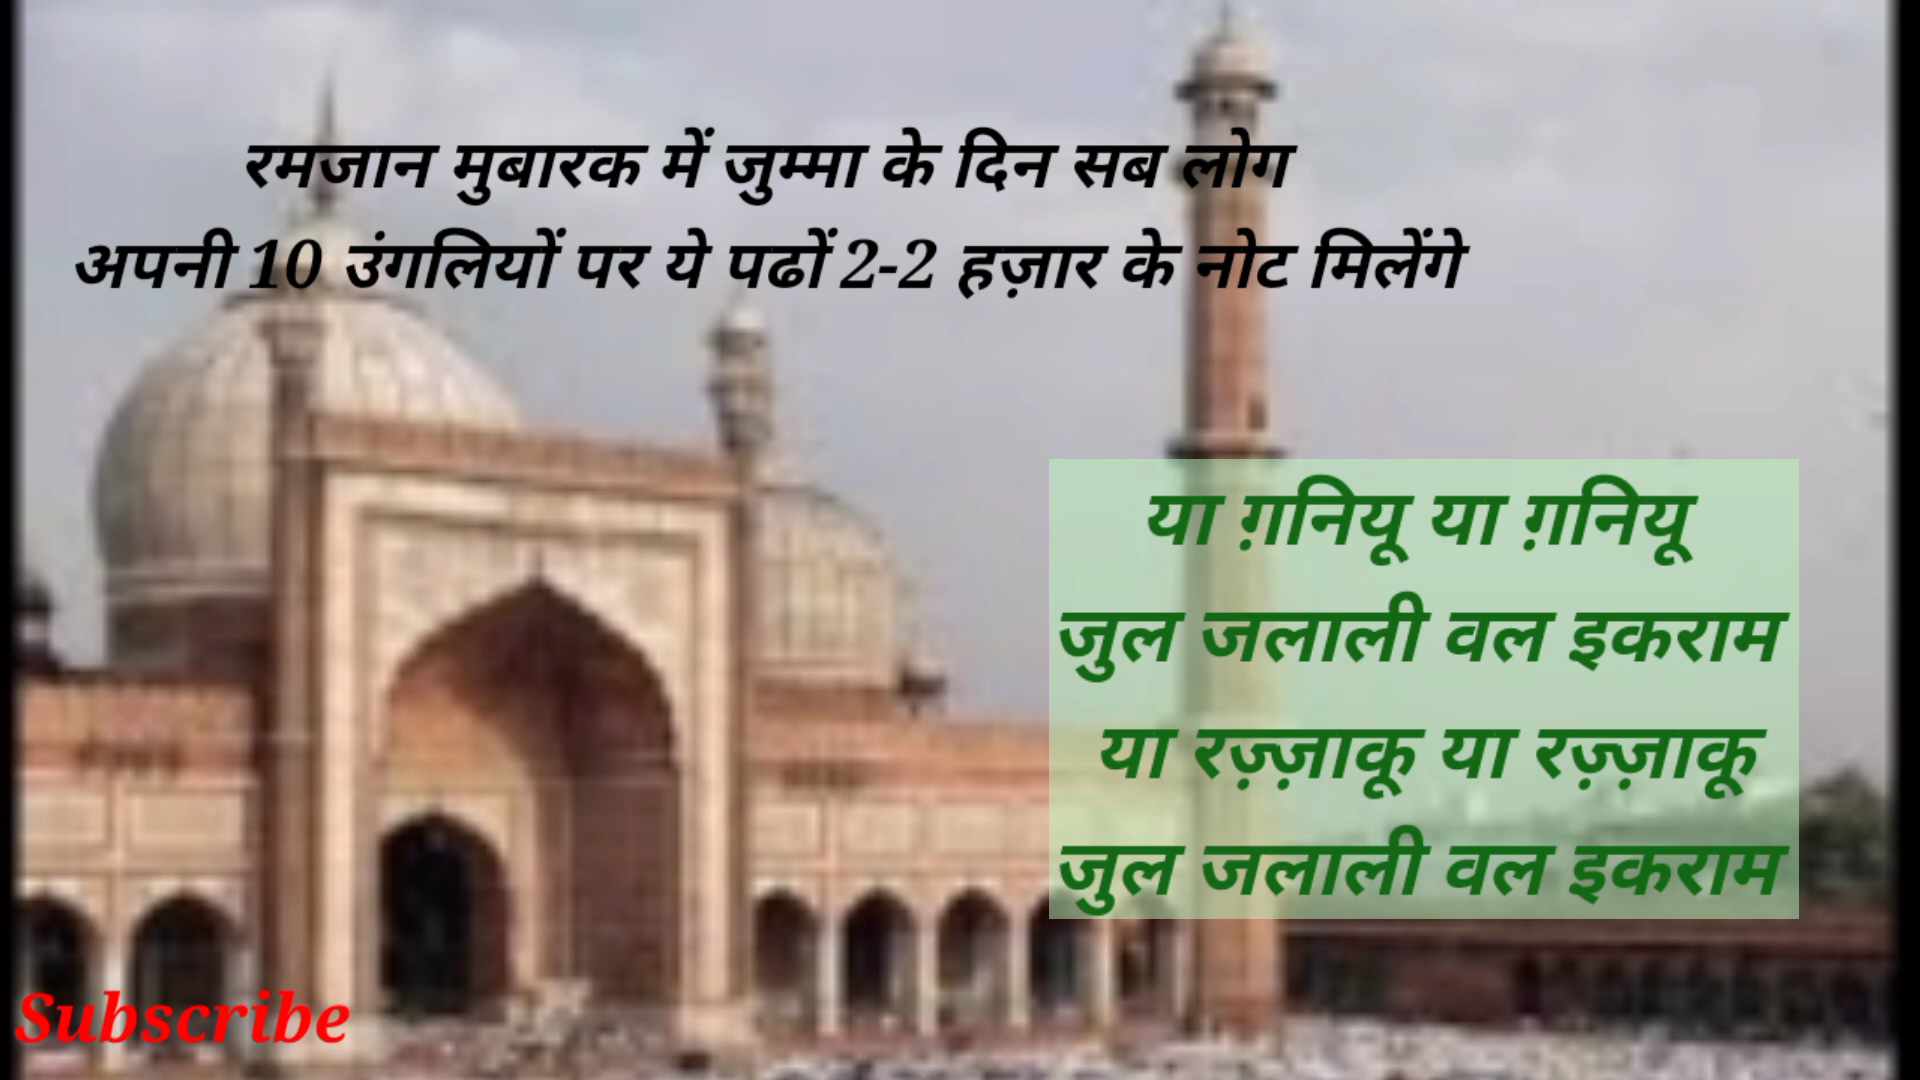 रमजान मुबारक में जुम्मा के दिन सब लोग
अपनी 10 उंगलियों पर ये पढों 2-2 हज़ार के नोट मिलेंगे
या ग़नियू या ग़नियू
जुल जलाली वल इकराम
या रज़्ज़ाकू या रज़्ज़ाकू
जुल जलाली वल इकराम
Subscribe